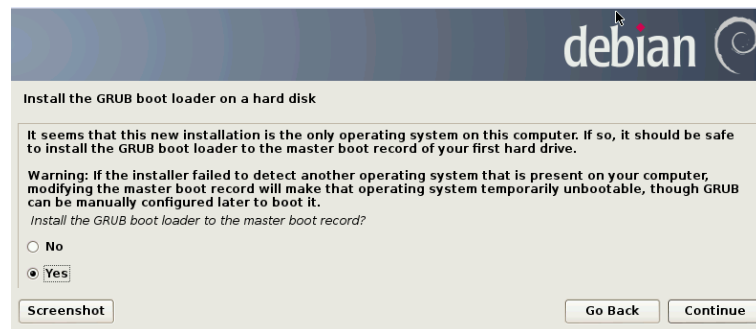 debian
Install the GRUB boot loader on a hard disk
It seems that this new installation is the only operating system on this computer. If so, it should be safe
to install the GRUB boot loader to the master boot record of your first hard drive.
Warning: If the installer failed to detect another operating system that is present on your computer,
modifying the master boot record will make that operating system temporarily unbootable, though GRUB
can be manually configured later to boot it.
Install the GRUB boot loader to the master boot record?
No
Yes
Screenshot Go Back Continue